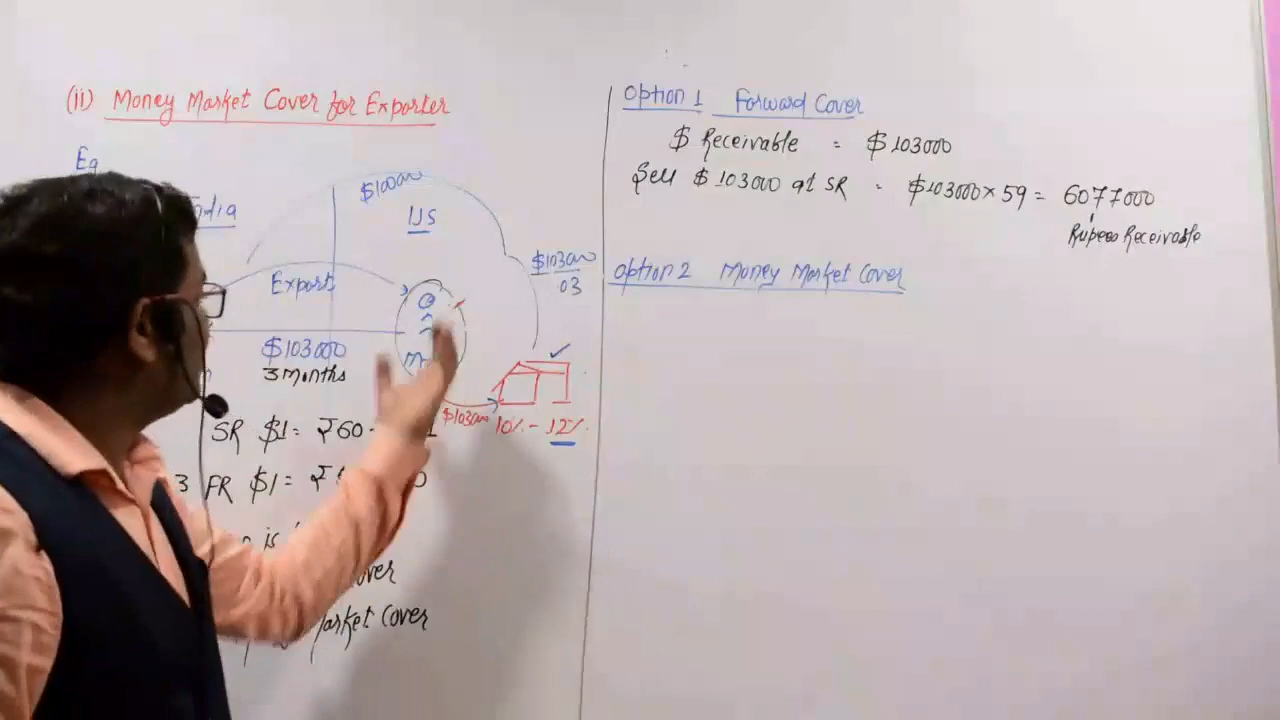 (ii) Money Market Cover for Exporter
Eg
$100000
US
Export
$103000
3 Months
$103000
03
$103000
10% - 12%
SR $1 = ₹60 -
3 FR $1 = ₹
is
Market Cover
Option 1 Forward Cover
$ Receivable = $103000
Sell $103000 at SR = $103000 × 59 = 6077000
Rupees Receivable
Option 2 Money Market Cover